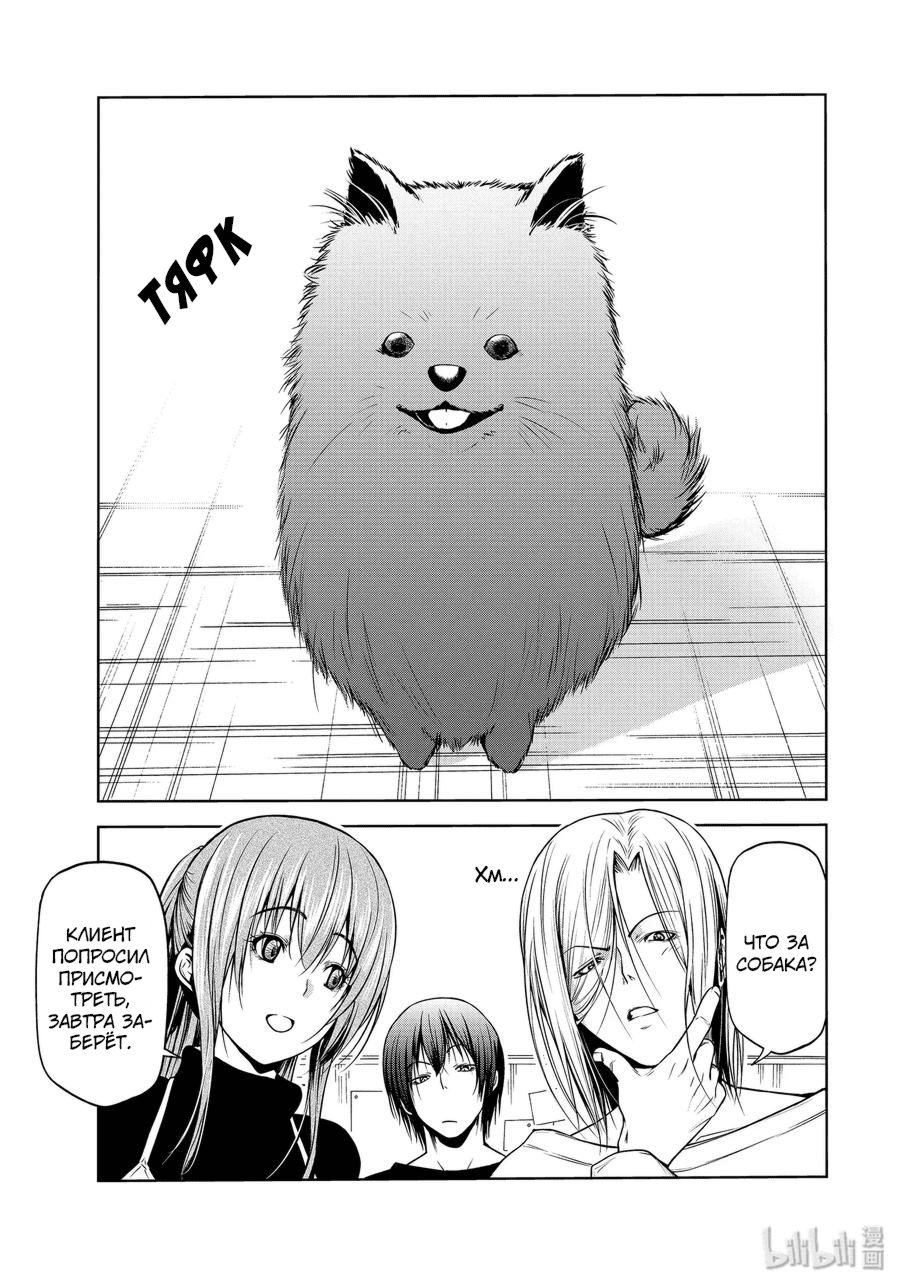 ТЯФК
ЧТО ЗА
СОБАКА?
ХМ...
КЛИЕНТ
ПОПРОСИЛ
ПРИСМО-
ТРЕТЬ,
ЗАВТРА ЗА-
БЕРЁТ.
bilibili
漫画